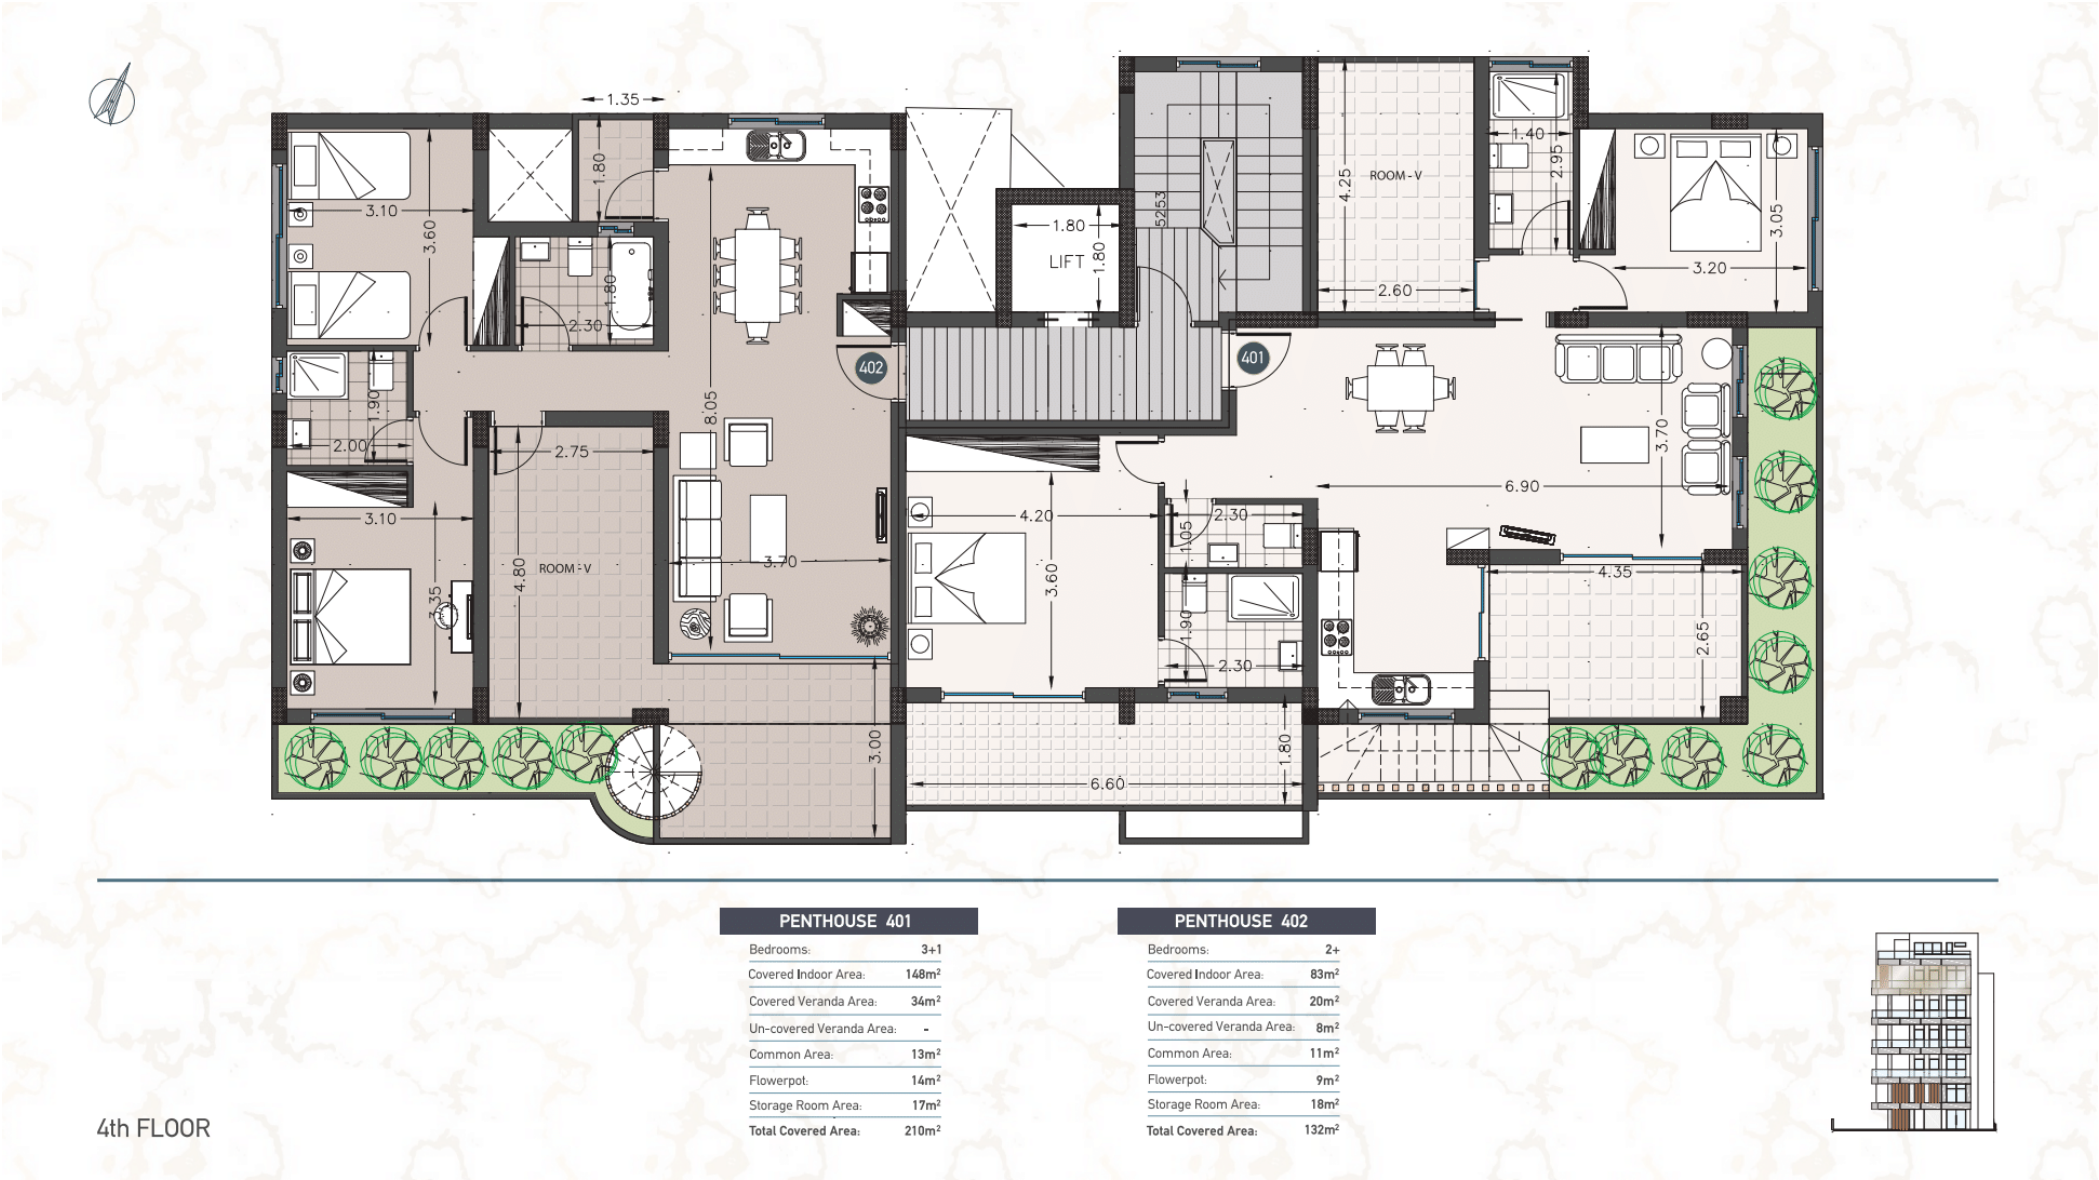 1.35
1.80
3.10
3.60
1.80
2.30
1.90
2.00
3.10
2.75
4.80
ROOM - V
8.05
3.70
3.00
402
1.80
1.80
LIFT
5253
4.25
ROOM - V
2.60
1.40
2.95
3.05
3.20
401
3.70
6.90
4.20
3.60
2.30
1.05
1.90
2.30
4.35
2.65
1.80
6.60
PENTHOUSE 401
Bedrooms: 3+1
Covered Indoor Area: 148m²
Covered Veranda Area: 34m²
Un-covered Veranda Area: -
Common Area: 13m²
Flowerpot: 14m²
Storage Room Area: 17m²
Total Covered Area: 210m²
PENTHOUSE 402
Bedrooms: 2+
Covered Indoor Area: 83m²
Covered Veranda Area: 20m²
Un-covered Veranda Area: 8m²
Common Area: 11m²
Flowerpot: 9m²
Storage Room Area: 18m²
Total Covered Area: 132m²
4th FLOOR